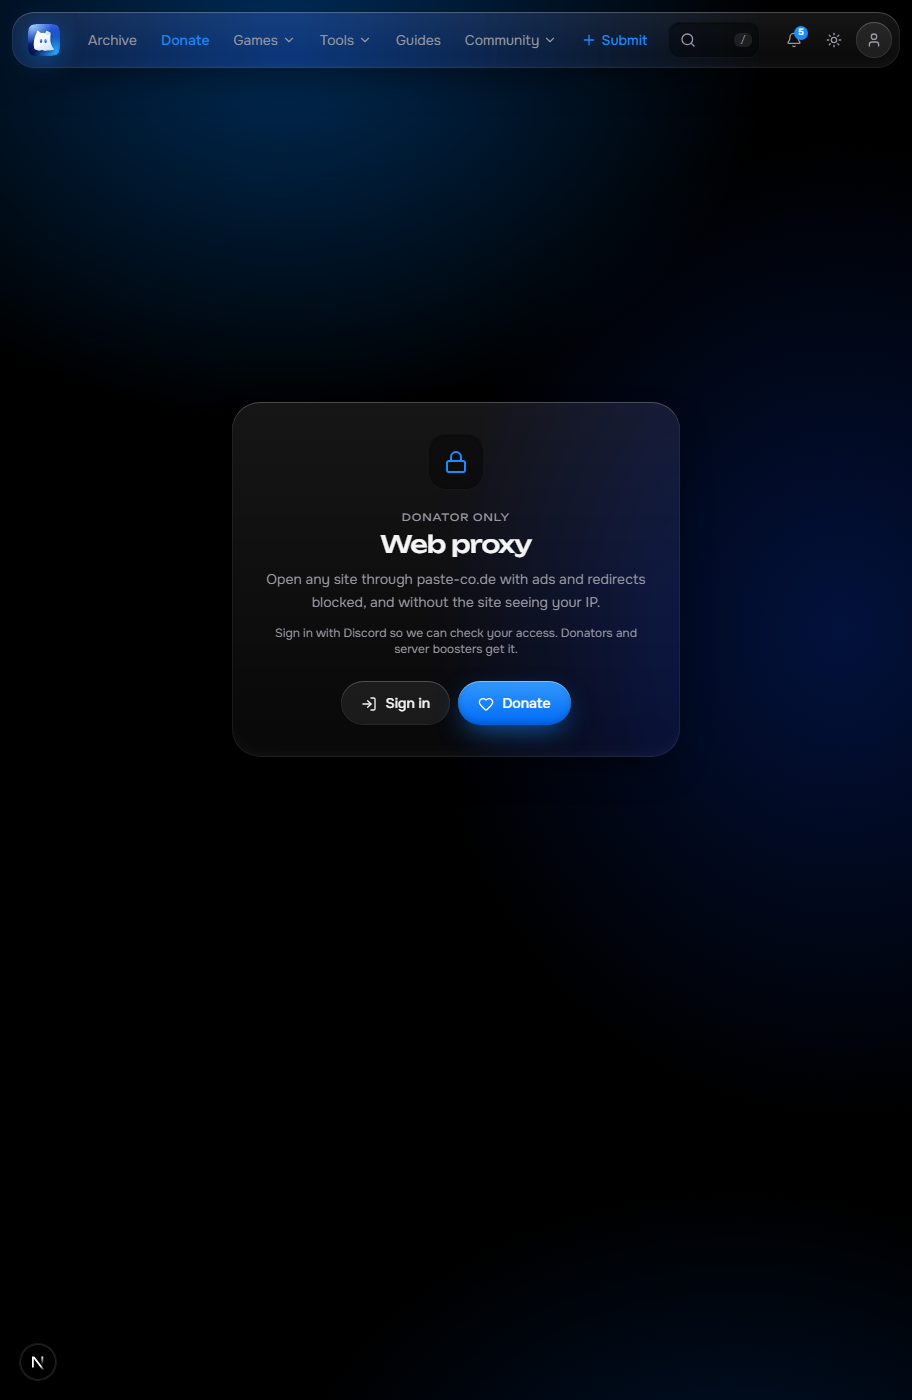 Archive Donate Games Tools Guides Community + Submit / 5
DONATOR ONLY
Web proxy
Open any site through paste-co.de with ads and redirects
blocked, and without the site seeing your IP.
Sign in with Discord so we can check your access. Donators and
server boosters get it.
Sign in Donate
N